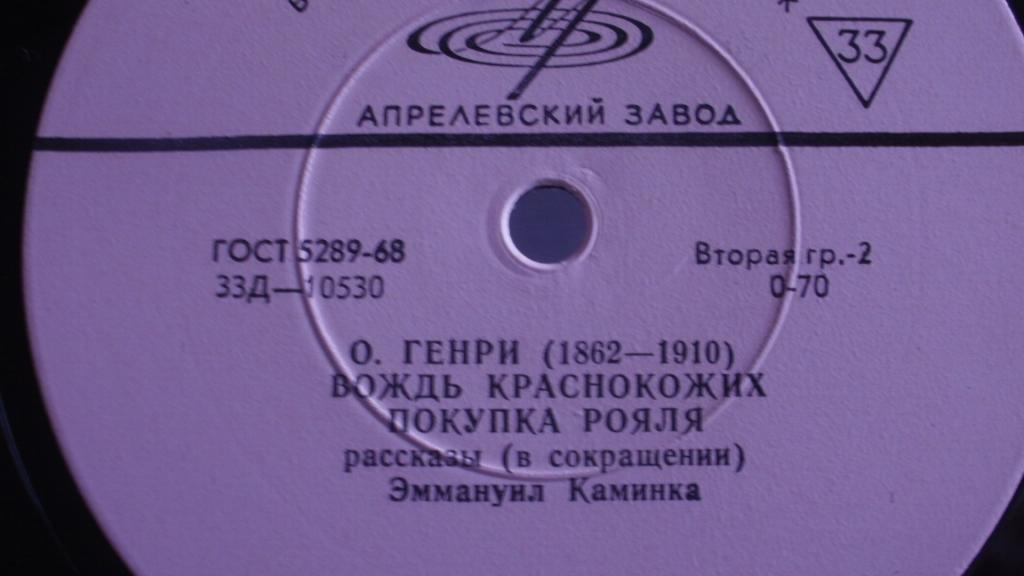 33
АПРЕЛЕВСКИЙ ЗАВОД
ГОСТ 5289-68
33Д—10530
Вторая гр.-2
0-70
О. ГЕНРИ (1862—1910)
ВОЖДЬ КРАСНОКОЖИХ
ПОКУПКА РОЯЛЯ
рассказы (в сокращении)
Эммануил Каминка